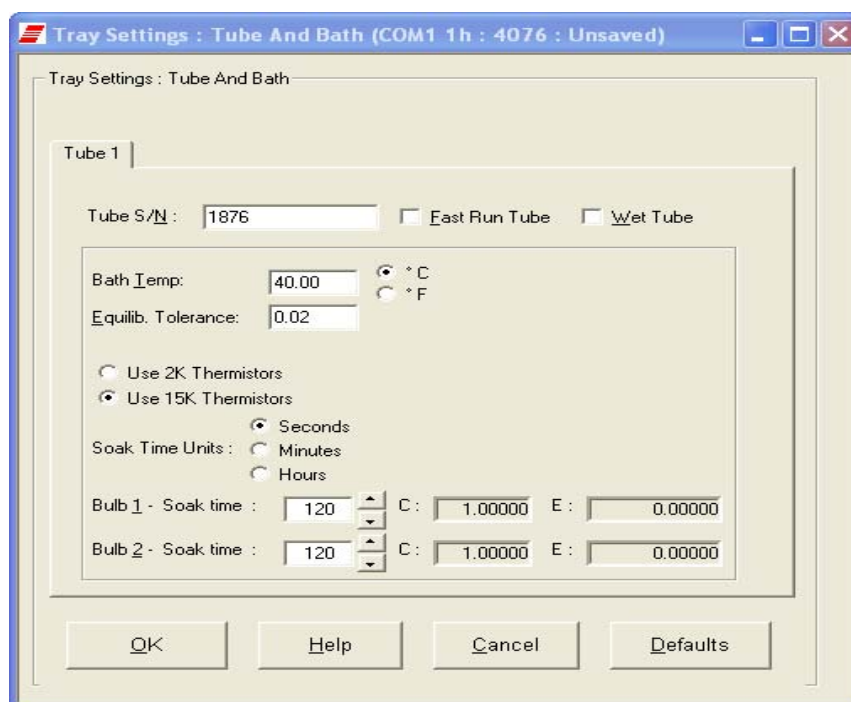 Tray Settings : Tube And Bath (COM1 1h : 4076 : Unsaved)
Tray Settings : Tube And Bath
Tube 1
Tube S/N : 1876 Fast Run Tube Wet Tube
Bath Temp: 40.00 ° C
° F
Equilib. Tolerance: 0.02
Use 2K Thermistors
Use 15K Thermistors
Seconds
Soak Time Units : Minutes
Hours
Bulb 1 - Soak time : 120 C : 1.00000 E : 0.00000
Bulb 2 - Soak time : 120 C : 1.00000 E : 0.00000
OK Help Cancel Defaults